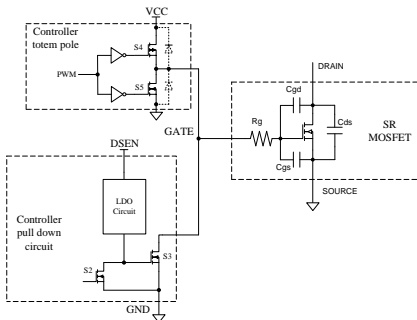 Controller
totem pole
VCC
S4
PWM
S5
GATE
DSEN
LDO
Circuit
Controller
pull down
circuit
S2
S3
GND
DRAIN
Cgd
Rg
Cds
SR
MOSFET
Cgs
SOURCE